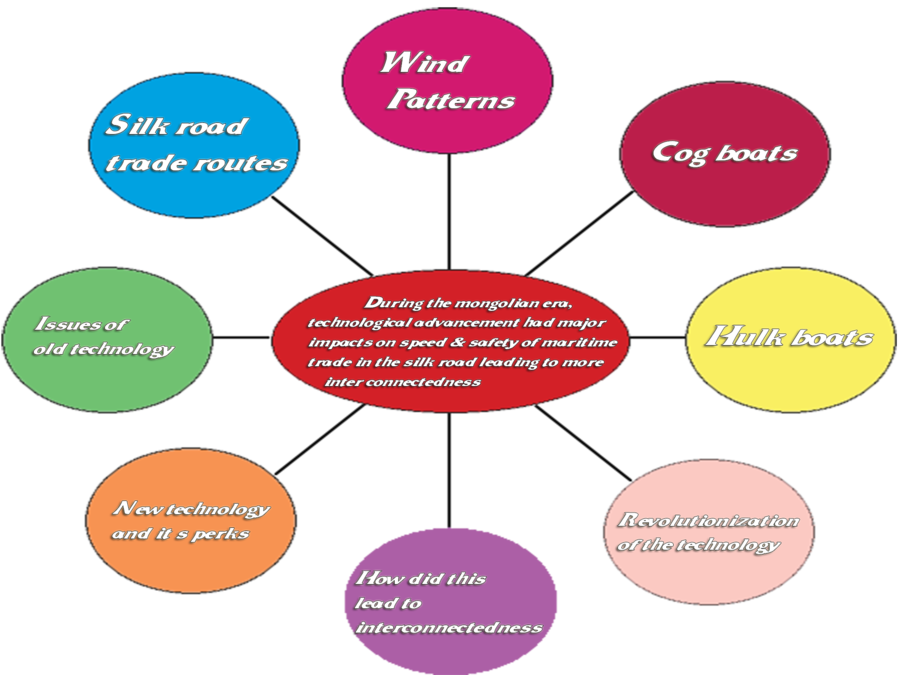 Wind
Patterns
Silk road
trade routes
Cog boats
Issues of
old technology
During the mongolian era,
technological advancement had major
impacts on speed & safety of maritime
trade in the silk road leading to more
inter connectedness
Hulk boats
New technology
and it s perks
How did this
lead to
interconnectedness
Revolutionization
of the technology